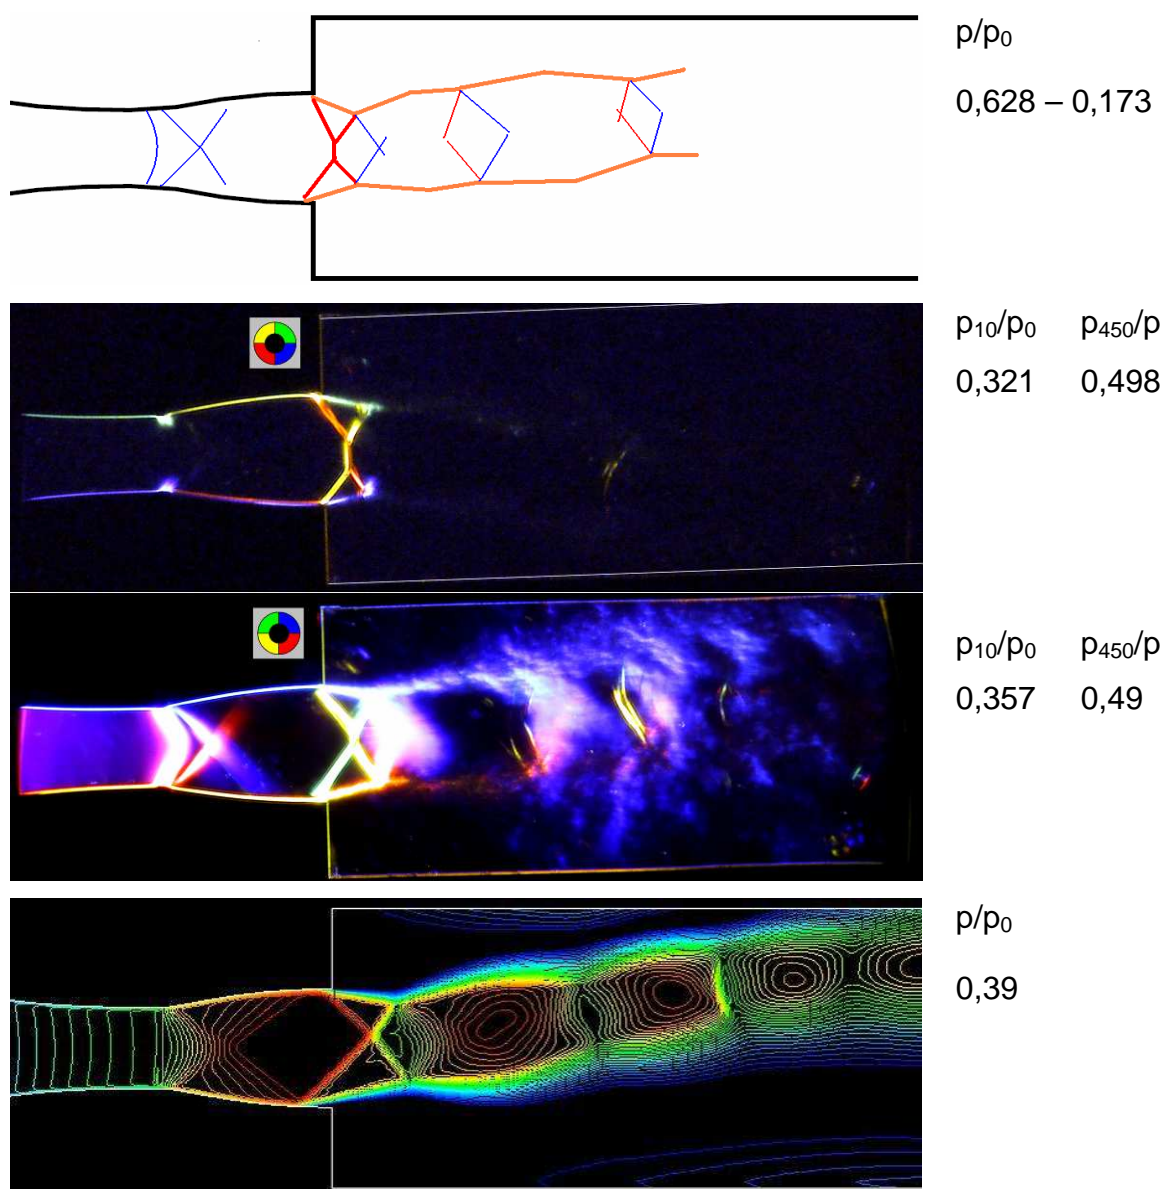 p/p₀
0,628 – 0,173
p₁₀/p₀ p₄₅₀/p
0,321 0,498
p₁₀/p₀ p₄₅₀/p
0,357 0,49
p/p₀
0,39